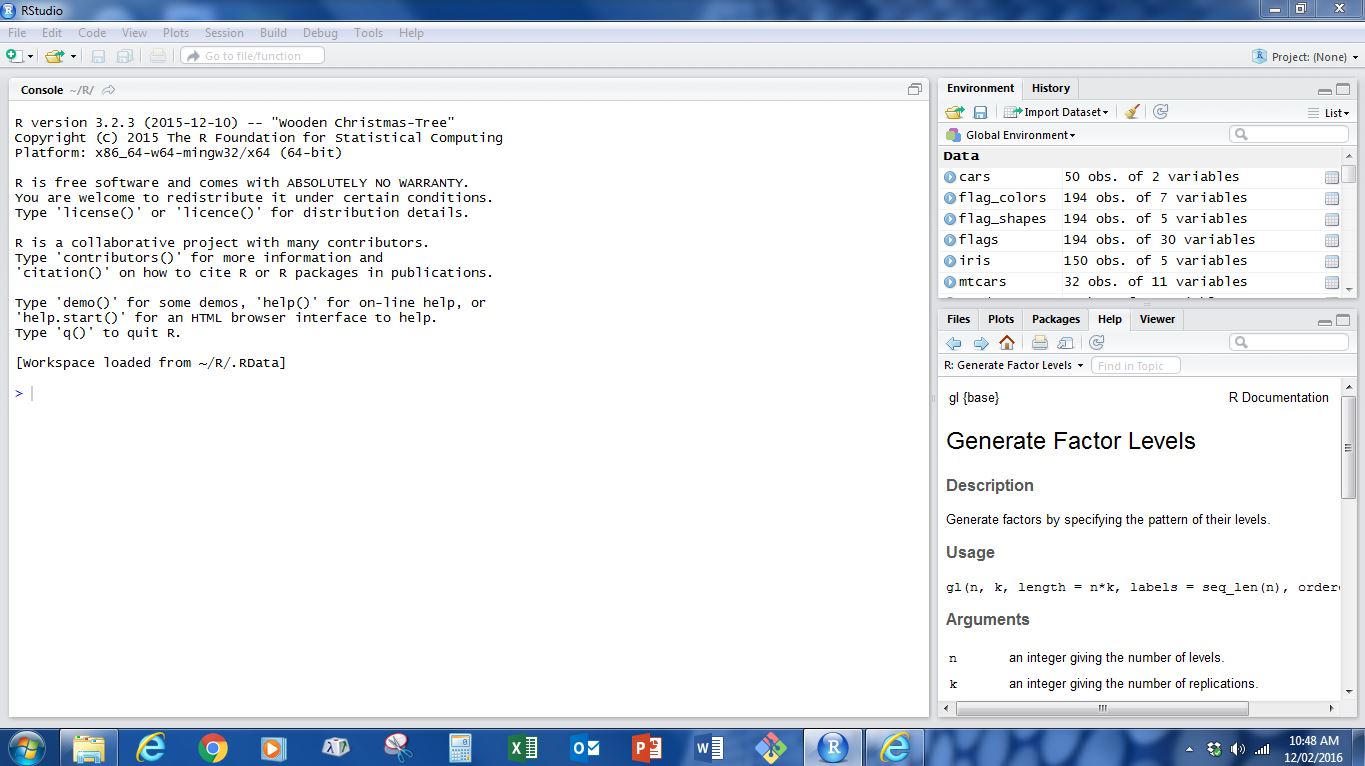 RStudio
File Edit Code View Plots Session Build Debug Tools Help
Go to file/function
Project: (None)
Console ~/R/
R version 3.2.3 (2015-12-10) -- "Wooden Christmas-Tree"
Copyright (C) 2015 The R Foundation for Statistical Computing
Platform: x86_64-w64-mingw32/x64 (64-bit)
R is free software and comes with ABSOLUTELY NO WARRANTY.
You are welcome to redistribute it under certain conditions.
Type 'license()' or 'licence()' for distribution details.
R is a collaborative project with many contributors.
Type 'contributors()' for more information and
'citation()' on how to cite R or R packages in publications.
Type 'demo()' for some demos, 'help()' for on-line help, or
'help.start()' for an HTML browser interface to help.
Type 'q()' to quit R.
[Workspace loaded from ~/R/.RData]
>
Environment History
Import Dataset List
Global Environment
Data
cars 50 obs. of 2 variables
flag_colors 194 obs. of 7 variables
flag_shapes 194 obs. of 5 variables
flags 194 obs. of 30 variables
iris 150 obs. of 5 variables
mtcars 32 obs. of 11 variables
Files Plots Packages Help Viewer
R: Generate Factor Levels Find in Topic
gl {base} R Documentation
Generate Factor Levels
Description
Generate factors by specifying the pattern of their levels.
Usage
gl(n, k, length = n*k, labels = seq_len(n), ordere
Arguments
n an integer giving the number of levels.
k an integer giving the number of replications.
10:48 AM
12/02/2016